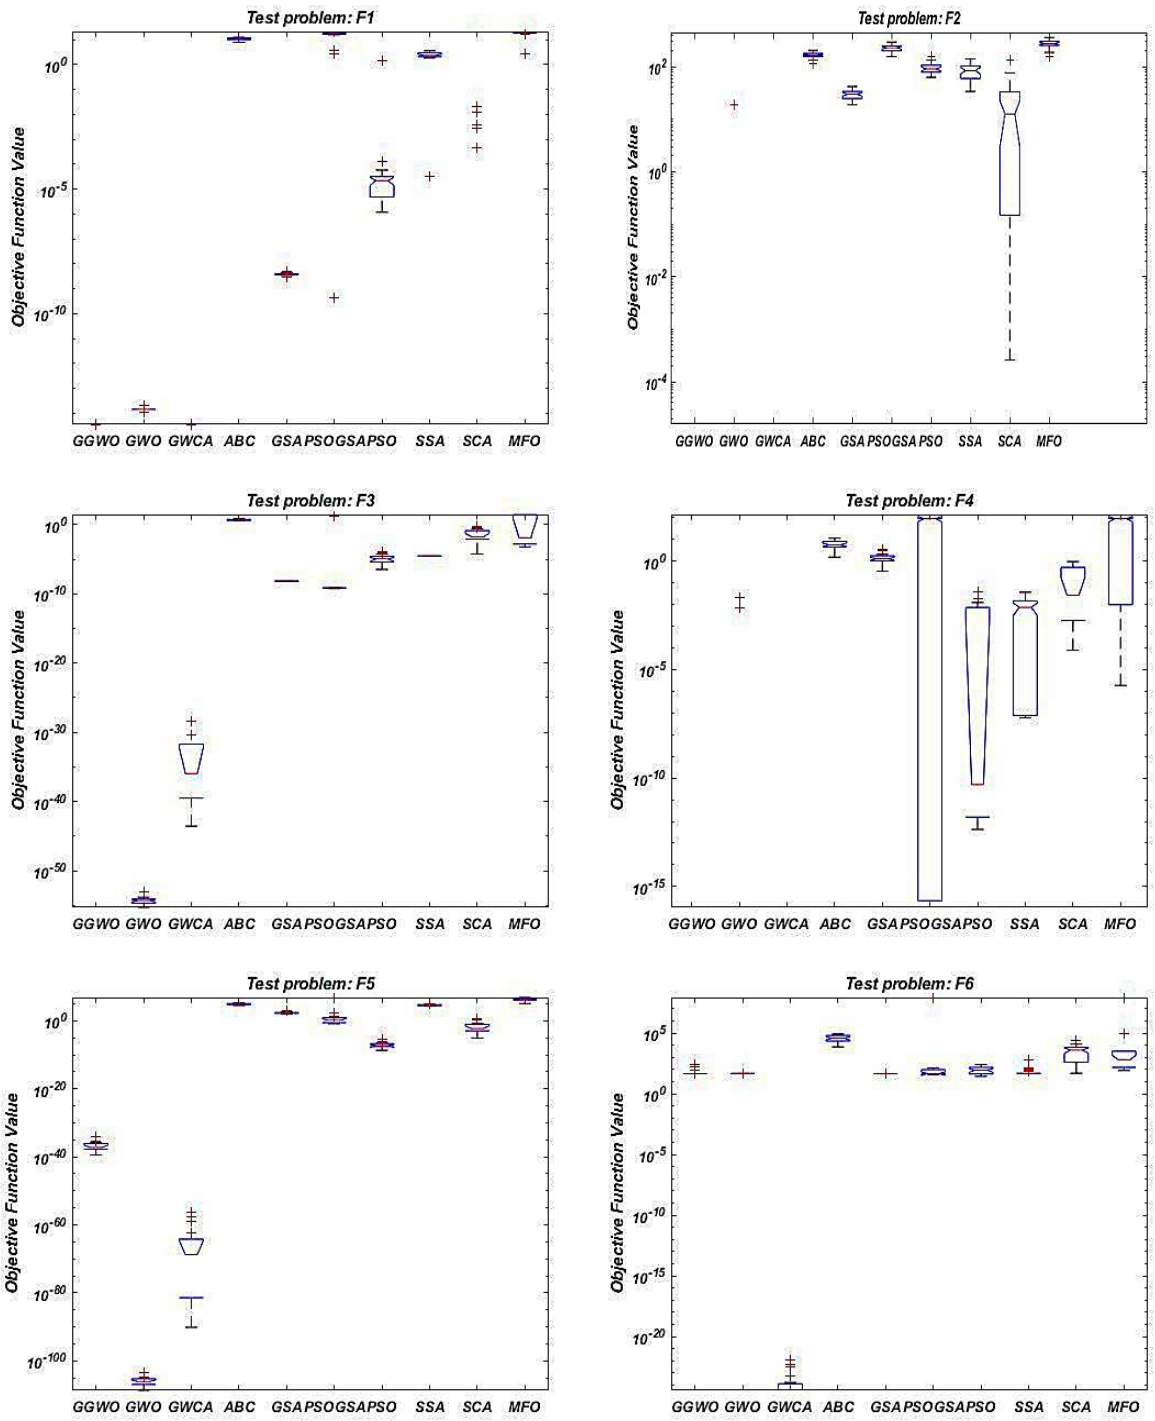 Test problem: F1
Objective Function Value
10^0
10^-5
10^-10
GGWO GWO GWCA ABC GSA PSOGSA PSO SSA SCA MFO
Test problem: F2
Objective Function Value
10^2
10^0
10^-2
10^-4
GGWO GWO GWCA ABC GSA PSOGSA PSO SSA SCA MFO
Test problem: F3
Objective Function Value
10^0
10^-10
10^-20
10^-30
10^-40
10^-50
GGWO GWO GWCA ABC GSA PSOGSA PSO SSA SCA MFO
Test problem: F4
Objective Function Value
10^0
10^-5
10^-10
10^-15
GGWO GWO GWCA ABC GSA PSOGSA PSO SSA SCA MFO
Test problem: F5
Objective Function Value
10^0
10^-20
10^-40
10^-60
10^-80
10^-100
GGWO GWO GWCA ABC GSA PSOGSA PSO SSA SCA MFO
Test problem: F6
Objective Function Value
10^5
10^0
10^-5
10^-10
10^-15
10^-20
GGWO GWO GWCA ABC GSA PSOGSA PSO SSA SCA MFO